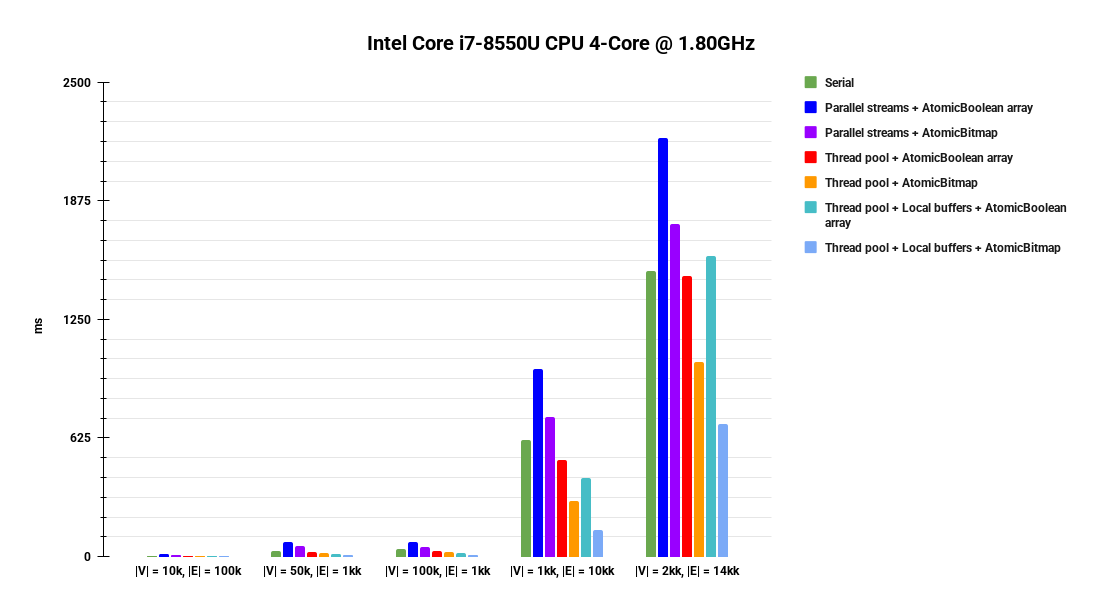 Intel Core i7-8550U CPU 4-Core @ 1.80GHz
2500
1875
1250
625
0
ms
|V| = 10k, |E| = 100k
|V| = 50k, |E| = 1kk
|V| = 100k, |E| = 1kk
|V| = 1kk, |E| = 10kk
|V| = 2kk, |E| = 14kk
Serial
Parallel streams + AtomicBoolean array
Parallel streams + AtomicBitmap
Thread pool + AtomicBoolean array
Thread pool + AtomicBitmap
Thread pool + Local buffers + AtomicBoolean
array
Thread pool + Local buffers + AtomicBitmap